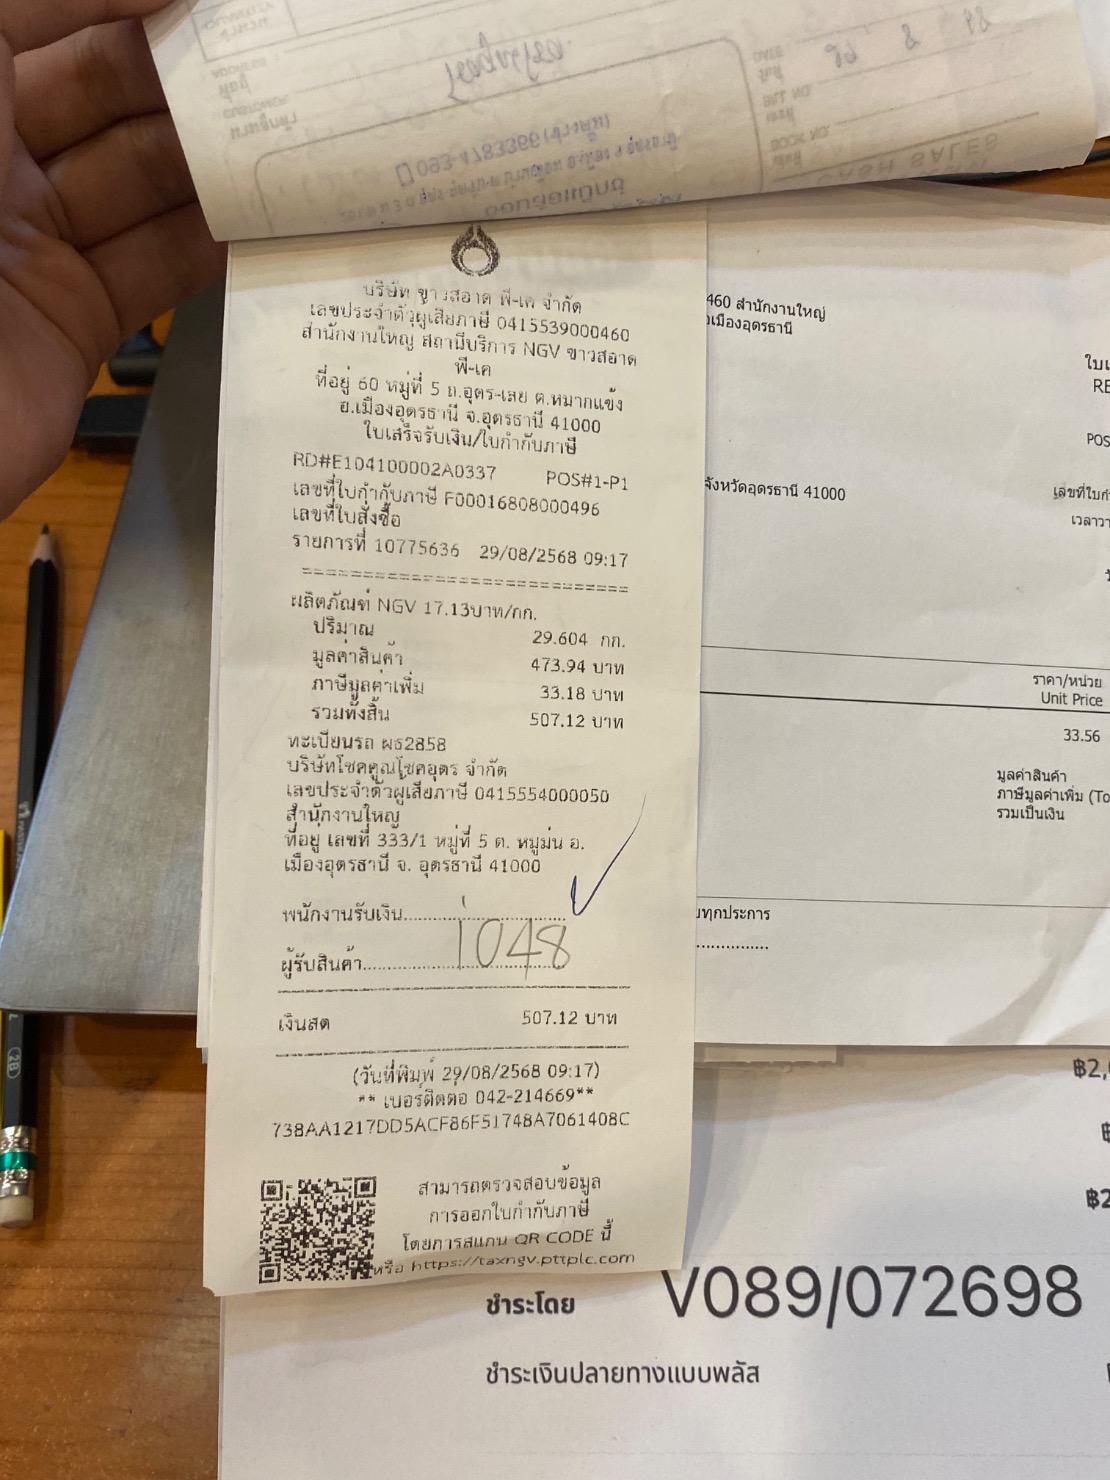 บริษัท ขาวสอาด พี-เค จำกัด
เลขประจำตัวผู้เสียภาษี 0415539000460
สำนักงานใหญ่ สถานีบริการ NGV ขาวสอาด
พี-เค
ที่อยู่ 60 หมู่ที่ 5 ถ.อุดร-เลย ต.หมากแข้ง
อ.เมืองอุดรธานี จ.อุดรธานี 41000
ใบเสร็จรับเงิน/ใบกำกับภาษี
RD#E104100002A0337 POS#1-P1
เลขที่ใบกำกับภาษี F00016808000496
เลขที่ใบสั่งซื้อ
รายการที่ 10775636 29/08/2568 09:17
ผลิตภัณฑ์ NGV 17.13บาท/กก.
ปริมาณ 29.604 กก.
มูลค่าสินค้า 473.94 บาท
ภาษีมูลค่าเพิ่ม 33.18 บาท
รวมทั้งสิ้น 507.12 บาท
ทะเบียนรถ ผธ2858
บริษัทโชคคูณโชคอุดร จำกัด
เลขประจำตัวผู้เสียภาษี 0415554000050
สำนักงานใหญ่
ที่อยู่ เลขที่ 333/1 หมู่ที่ 5 ต. หมูม่น อ.
เมืองอุดรธานี จ. อุดรธานี 41000
พนักงานรับเงิน
1048
ผู้รับสินค้า
เงินสด 507.12 บาท
(วันที่พิมพ์ 29/08/2568 09:17)
** เบอร์ติดต่อ 042-214669**
738AA1217DD5ACF86F51748A7061408C
สามารถตรวจสอบข้อมูล
การออกใบกำกับภาษี
โดยการสแกน QR CODE นี้
หรือ https://taxngv.pttplc.com
460 สำนักงานใหญ่
เมืองอุดรธานี
POS
จังหวัดอุดรธานี 41000
เลขที่ใบก
ราคา/หน่วย
Unit Price
33.56
มูลค่าสินค้า
ภาษีมูลค่าเพิ่ม (To
รวมเป็นเงิน
ทุกประการ
฿2,
฿2
ชำระโดย V089/072698
ชำระเงินปลายทางแบบพลัส
2B